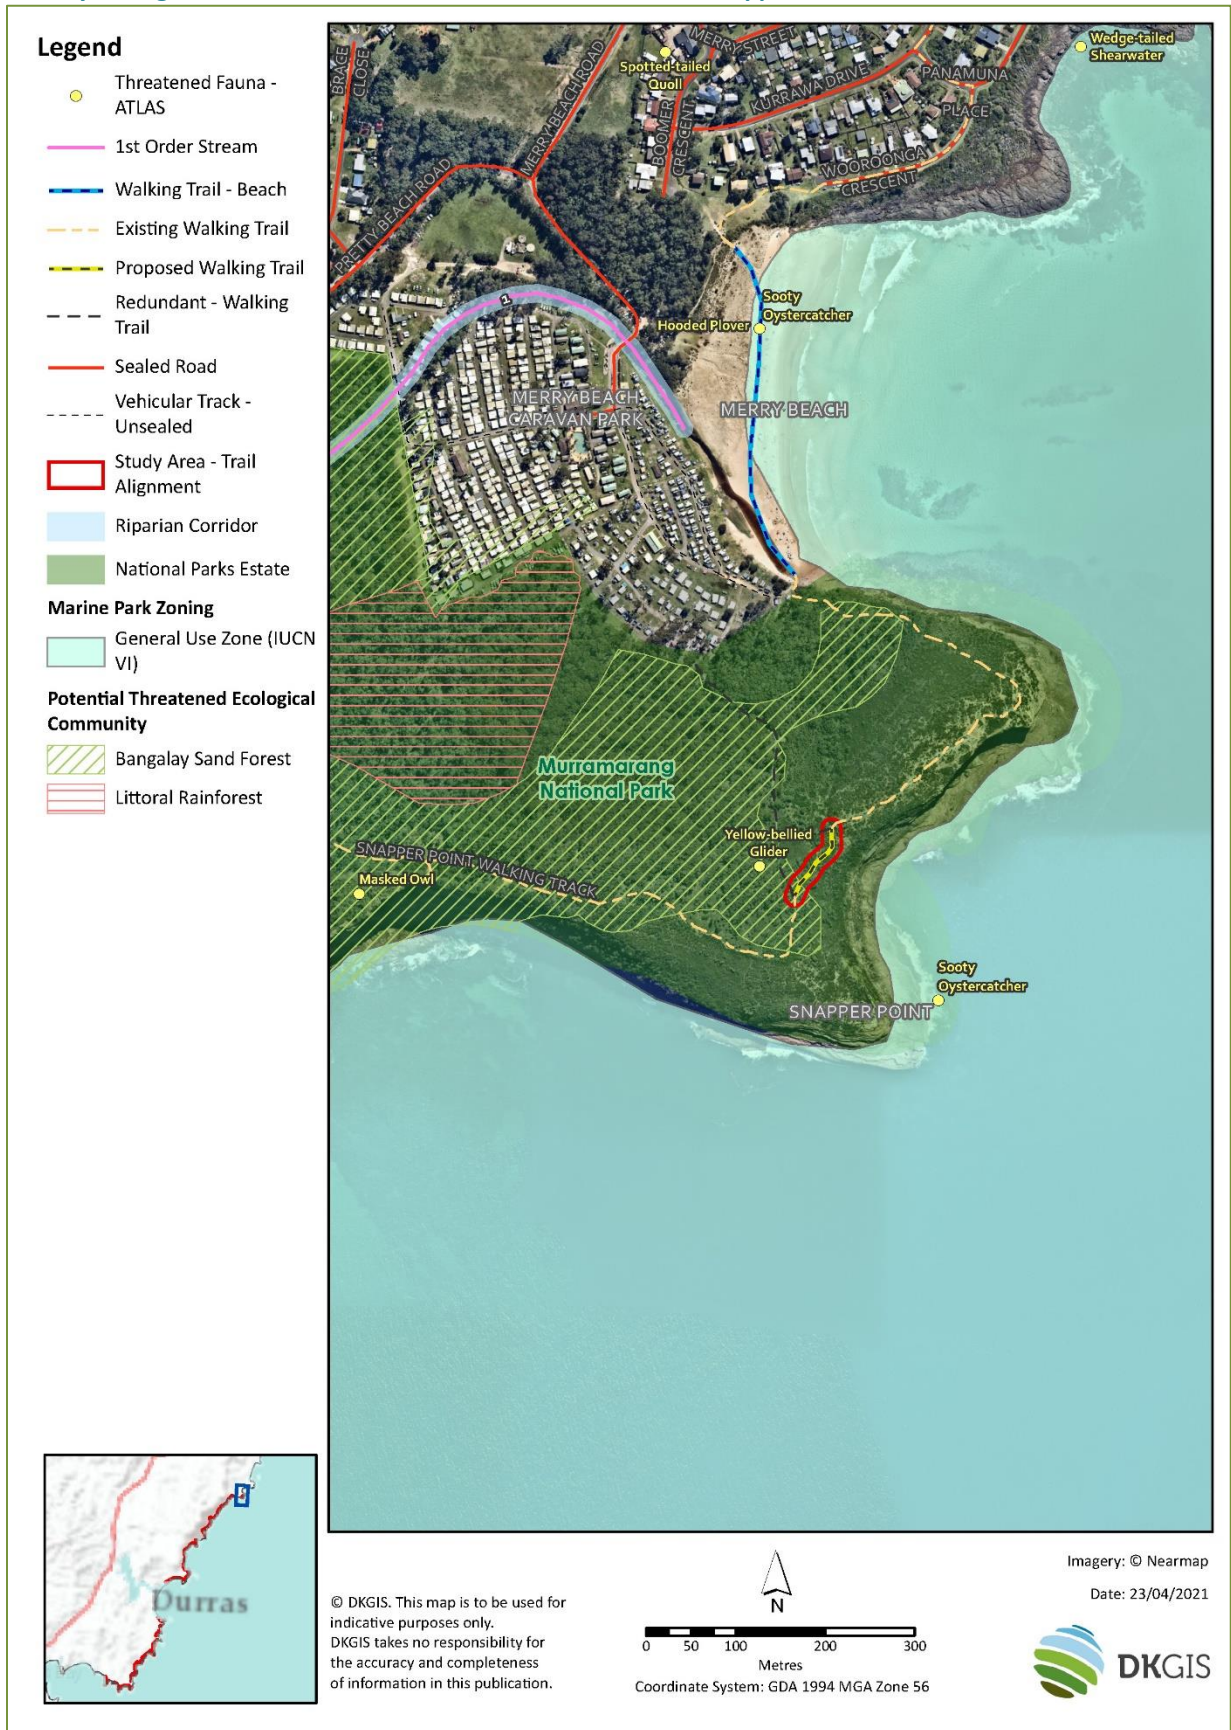 Legend
Threatened Fauna -
ATLAS
1st Order Stream
Walking Trail - Beach
Existing Walking Trail
Proposed Walking Trail
Redundant - Walking
Trail
Sealed Road
Vehicular Track -
Unsealed
Study Area - Trail
Alignment
Riparian Corridor
National Parks Estate
Marine Park Zoning
General Use Zone (IUCN
VI)
Potential Threatened Ecological
Community
Bangalay Sand Forest
Littoral Rainforest
BRACE
CLOSE
MERRY BEACH ROAD
MERRY STREET
Spotted-tailed
Quoll
BOOMER
CRESCENT
KURRAWA DRIVE
PANAMUNA
PLACE
Wedge-tailed
Shearwater
WOOROONGA
CRESCENT
PRETTY BEACH ROAD
1
Sooty
Oystercatcher
Hooded Plover
MERRY BEACH
CARAVAN PARK
MERRY BEACH
Murramarang
National Park
Yellow-bellied
Glider
SNAPPER POINT WALKING TRACK
Masked Owl
Sooty
Oystercatcher
SNAPPER POINT
Durras
© DKGIS. This map is to be used for
indicative purposes only.
DKGIS takes no responsibility for
the accuracy and completeness
of information in this publication.
N
0 50 100 200 300
Metres
Coordinate System: GDA 1994 MGA Zone 56
Imagery: © Nearmap
Date: 23/04/2021
DKGIS